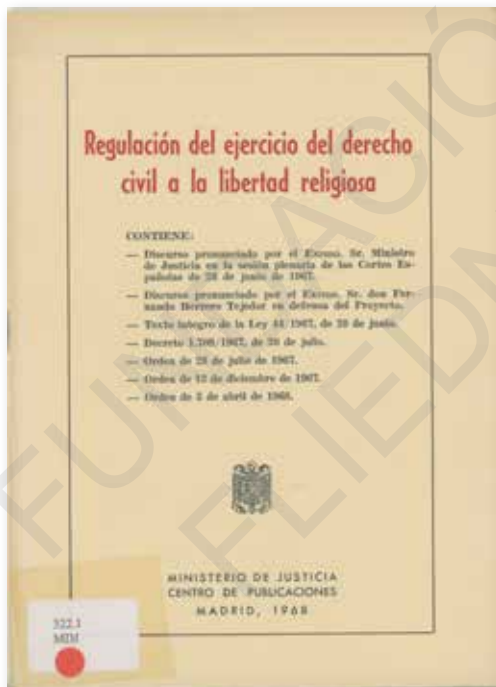 Regulación del ejercicio del derecho
civil a la libertad religiosa
CONTIENE:
— Discurso pronunciado por el Excmo. Sr. Ministro
de Justicia en la sesión plenaria de las Cortes Es-
pañolas de 26 de junio de 1967.
— Discurso pronunciado por el Excmo. Sr. don Fer-
nando Herrero Tejedor en defensa del Proyecto.
— Texto íntegro de la Ley 44/1967, de 28 de junio.
— Decreto 1.708/1967, de 20 de julio.
— Orden de 28 de julio de 1967.
— Orden de 12 de diciembre de 1967.
— Orden de 5 de abril de 1968.
MINISTERIO DE JUSTICIA
CENTRO DE PUBLICACIONES
MADRID, 1968
322.1
MIM
FUNDACIÓN
FLIEDN